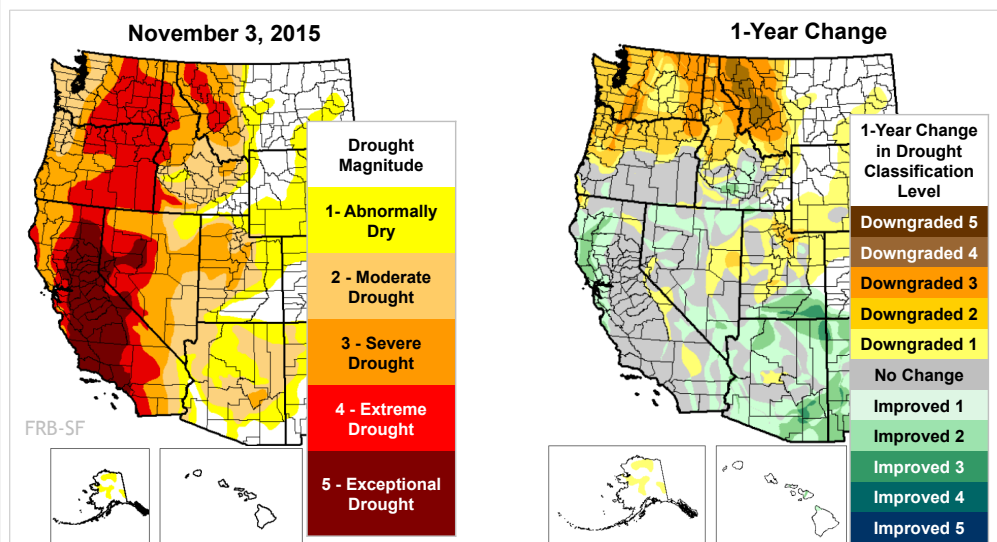 November 3, 2015
Drought
Magnitude
1- Abnormally
Dry
2 - Moderate
Drought
3 - Severe
Drought
4 - Extreme
Drought
5 - Exceptional
Drought
FRB-SF
1-Year Change
1-Year Change
in Drought
Classification
Level
Downgraded 5
Downgraded 4
Downgraded 3
Downgraded 2
Downgraded 1
No Change
Improved 1
Improved 2
Improved 3
Improved 4
Improved 5